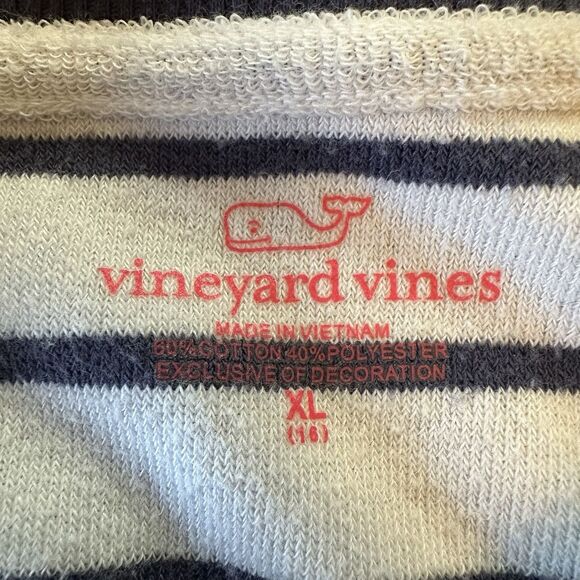 vineyard vines
MADE IN VIETNAM
60% COTTON 40% POLYESTER
EXCLUSIVE OF DECORATION
XL
(16)